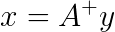 x = A⁺y